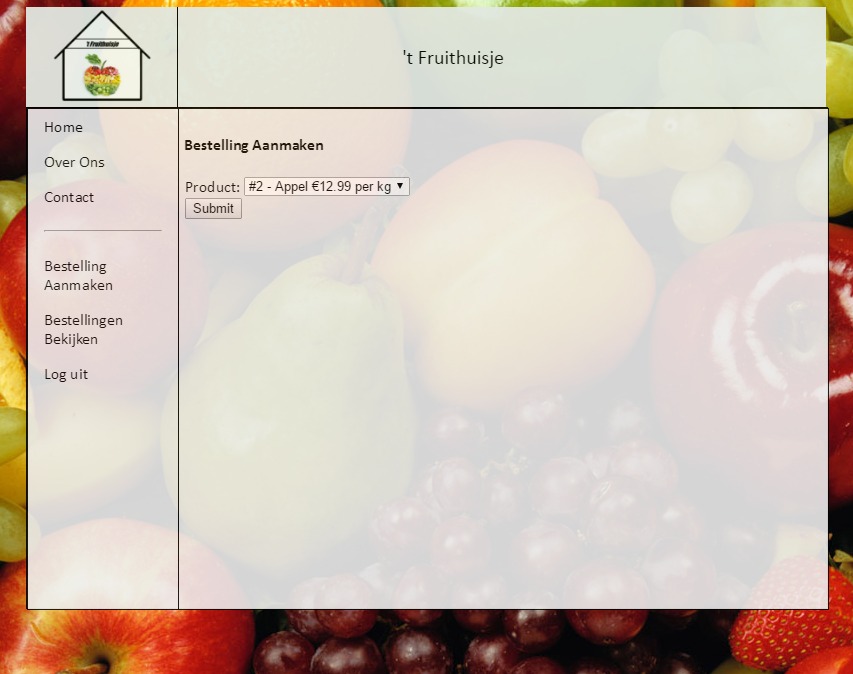 't Fruithuisje
't Fruithuisje
Home
Over Ons
Contact
Bestelling
Aanmaken
Bestellingen
Bekijken
Log uit
Bestelling Aanmaken
Product: #2 - Appel €12.99 per kg
Submit